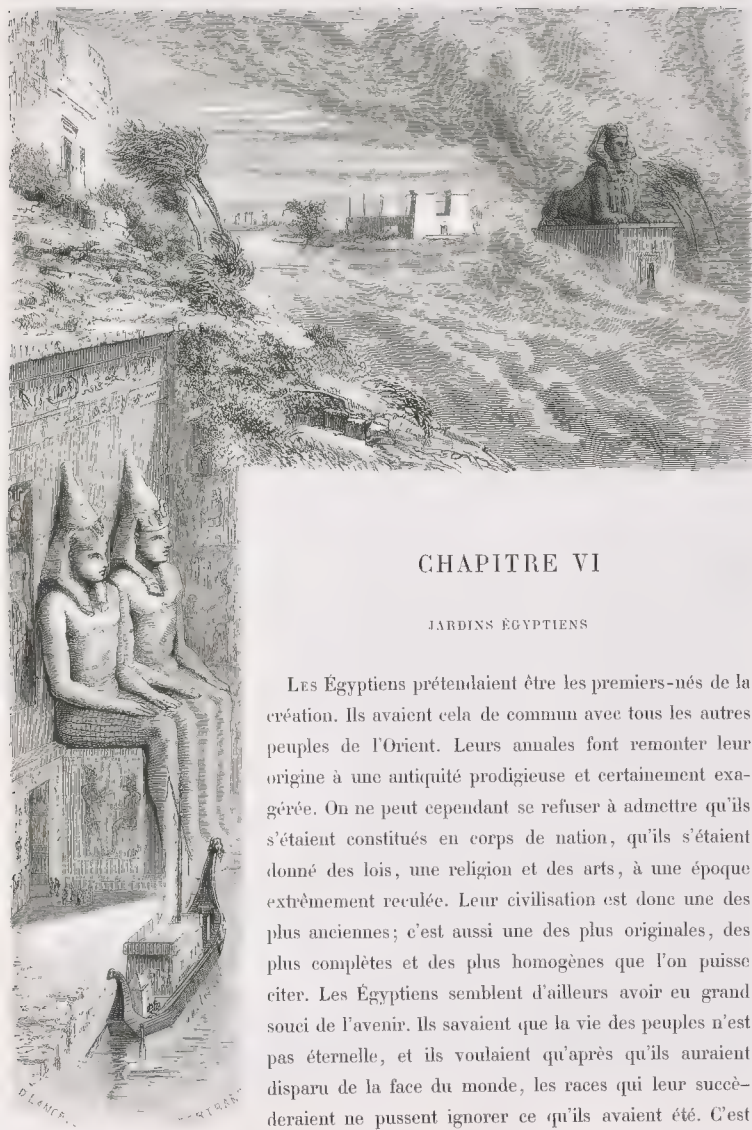 CHAPITRE VI
JARDINS ÉGYPTIENS
LES Égyptiens prétendaient être les premiers-nés de la
création. Ils avaient cela de commun avec tous les autres
peuples de l'Orient. Leurs annales font remonter leur
origine à une antiquité prodigieuse et certainement exa-
gérée. On ne peut cependant se refuser à admettre qu'ils
s'étaient constitués en corps de nation, qu'ils s'étaient
donné des lois, une religion et des arts, à une époque
extrêmement reculée. Leur civilisation est donc une des
plus anciennes; c'est aussi une des plus originales, des
plus complètes et des plus homogènes que l'on puisse
citer. Les Égyptiens semblent d'ailleurs avoir eu grand
souci de l'avenir. Ils savaient que la vie des peuples n'est
pas éternelle, et ils voulaient qu'après qu'ils auraient
disparu de la face du monde, les races qui leur succè-
deraient ne pussent ignorer ce qu'ils avaient été. C'est